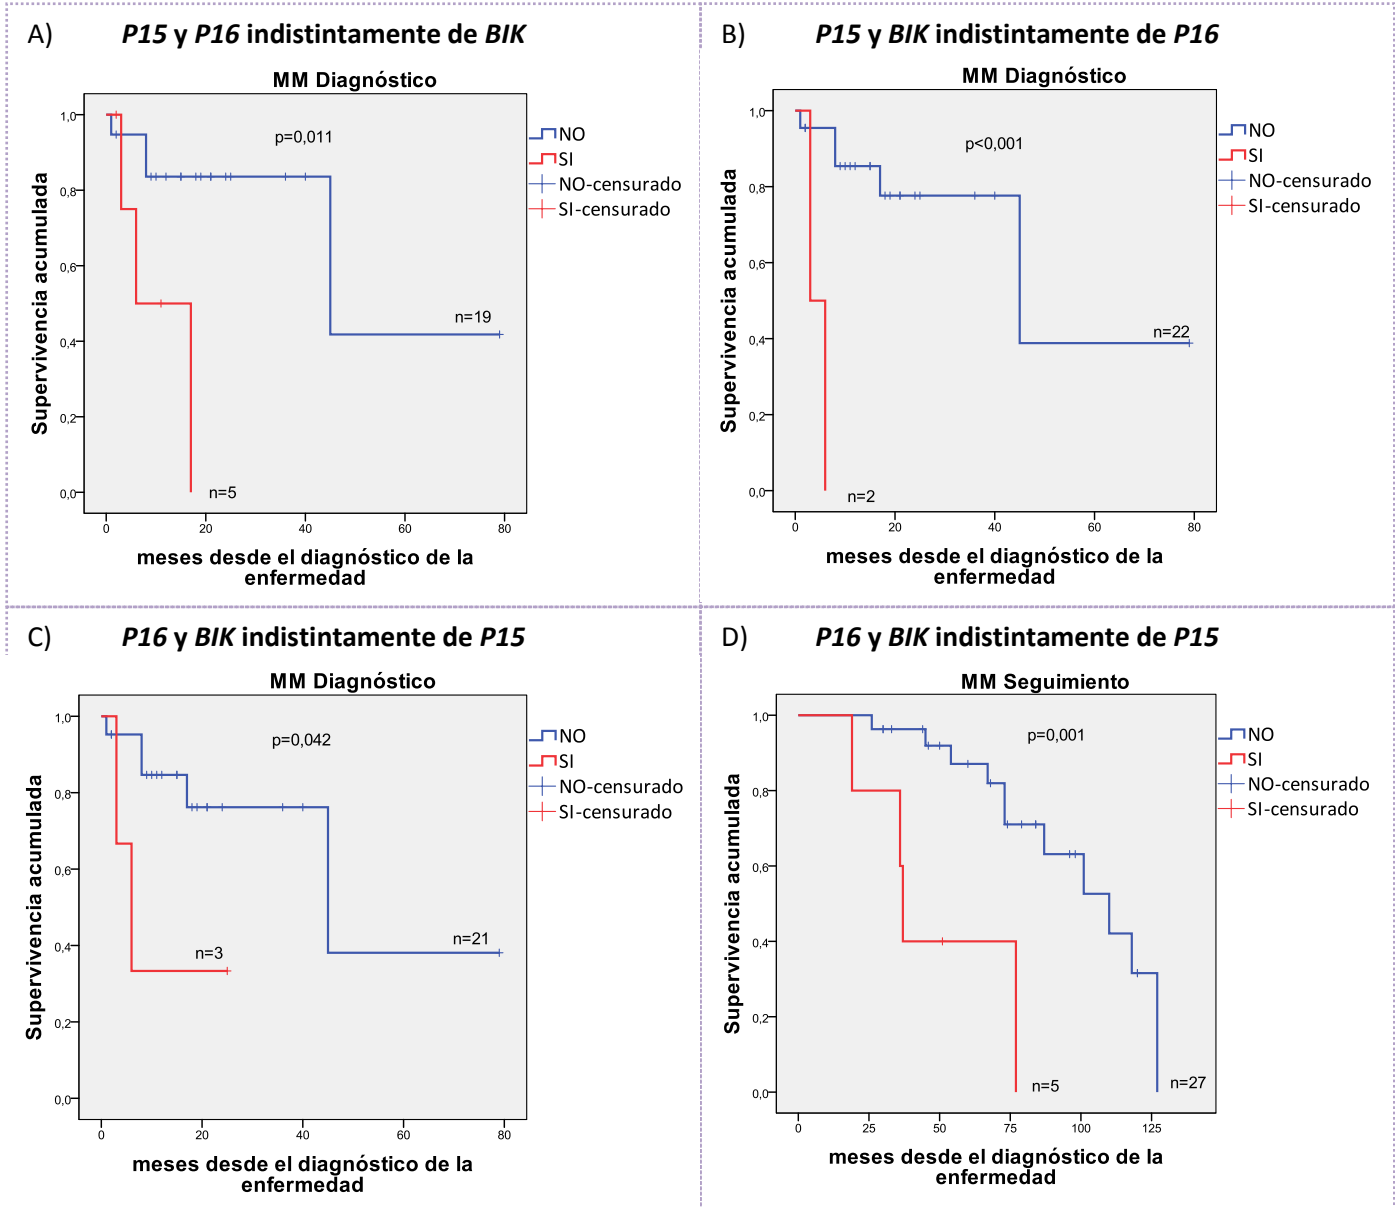 A) P15 y P16 indistintamente de BIK
MM Diagnóstico
Supervivencia acumulada
1,0
0,8
0,6
0,4
0,2
0,0
p=0,011
n=19
n=5
0 20 40 60 80
meses desde el diagnóstico de la
enfermedad
NO
SI
NO-censurado
SI-censurado
B) P15 y BIK indistintamente de P16
MM Diagnóstico
Supervivencia acumulada
1,0
0,8
0,6
0,4
0,2
0,0
p<0,001
n=22
n=2
0 20 40 60 80
meses desde el diagnóstico de la
enfermedad
NO
SI
NO-censurado
SI-censurado
C) P16 y BIK indistintamente de P15
MM Diagnóstico
Supervivencia acumulada
1,0
0,8
0,6
0,4
0,2
0,0
p=0,042
n=21
n=3
0 20 40 60 80
meses desde el diagnóstico de la
enfermedad
NO
SI
NO-censurado
SI-censurado
D) P16 y BIK indistintamente de P15
MM Seguimiento
Supervivencia acumulada
1,0
0,8
0,6
0,4
0,2
0,0
p=0,001
n=5
n=27
0 25 50 75 100 125
meses desde el diagnóstico de la
enfermedad
NO
SI
NO-censurado
SI-censurado